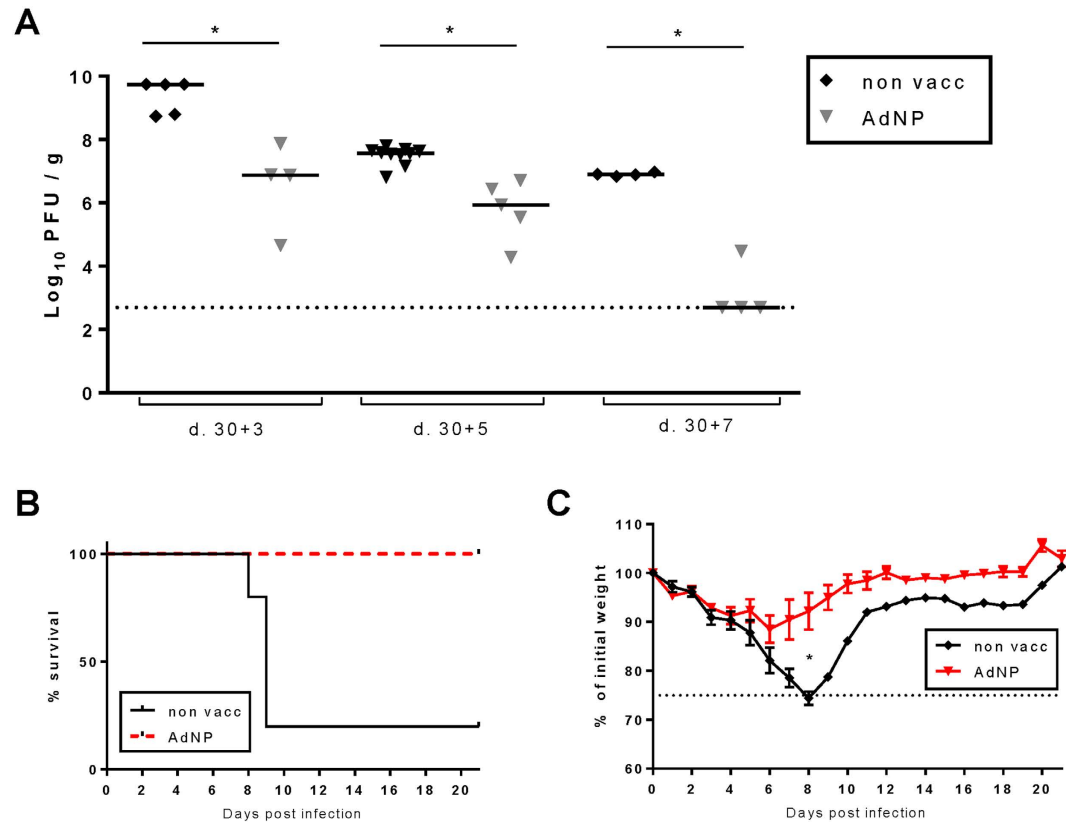 A
* * *
Log10 PFU / g
10
8
6
4
2
0
d. 30+3 d. 30+5 d. 30+7
non vacc
AdNP
B
% survival
100
50
0
non vacc
AdNP
0 2 4 6 8 10 12 14 16 18 20
Days post infection
C
% of initial weight
110
100
90
80
70
60
*
non vacc
AdNP
0 2 4 6 8 10 12 14 16 18 20
Days post infection